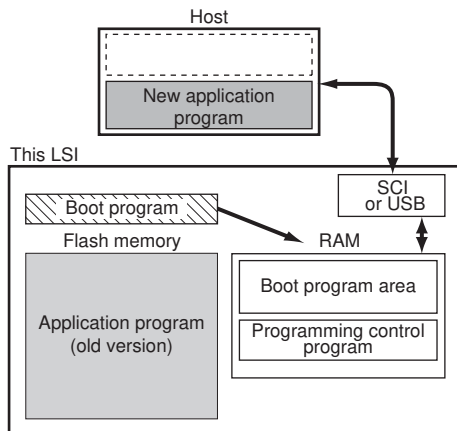 Host
New application
program
This LSI
SCI
or USB
Boot program
Flash memory
RAM
Application program
(old version)
Boot program area
Programming control
program